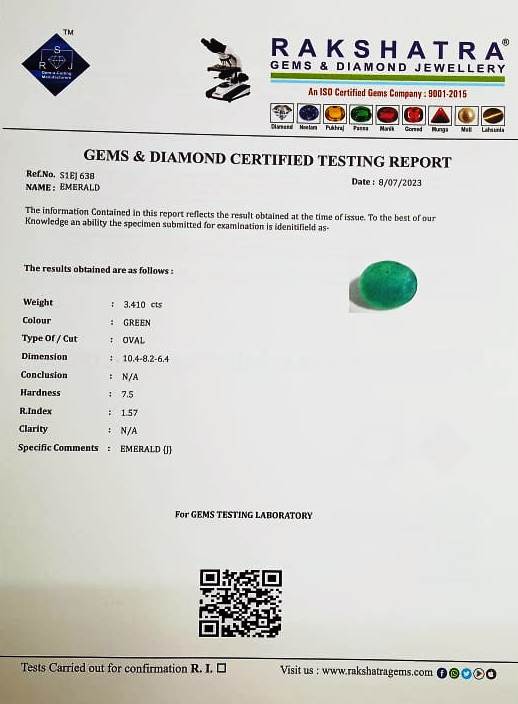 TM
S
R J
Gem-n-Cutting
Manufacturer
RAKSHATRA®
GEMS & DIAMOND JEWELLERY
An ISO Certified Gems Company : 9001-2015
Diamond Neelam Pukhraj Panna Manik Gomed Munga Moti Lahsunia
GEMS & DIAMOND CERTIFIED TESTING REPORT
Ref.No. S1EJ 638
Date : 8/07/2023
NAME : EMERALD
The information Contained in this report reflects the result obtained at the time of issue. To the best of our
Knowledge an ability the specimen submitted for examination is idenitifield as-
The results obtained are as follows :
Weight : 3.410 cts
Colour : GREEN
Type Of / Cut : OVAL
Dimension : 10.4-8.2-6.4
Conclusion : N/A
Hardness : 7.5
R.Index : 1.57
Clarity : N/A
Specific Comments : EMERALD (J)
For GEMS TESTING LABORATORY
Tests Carried out for confirmation R. I. ☐
Visit us : www.rakshatragems.com